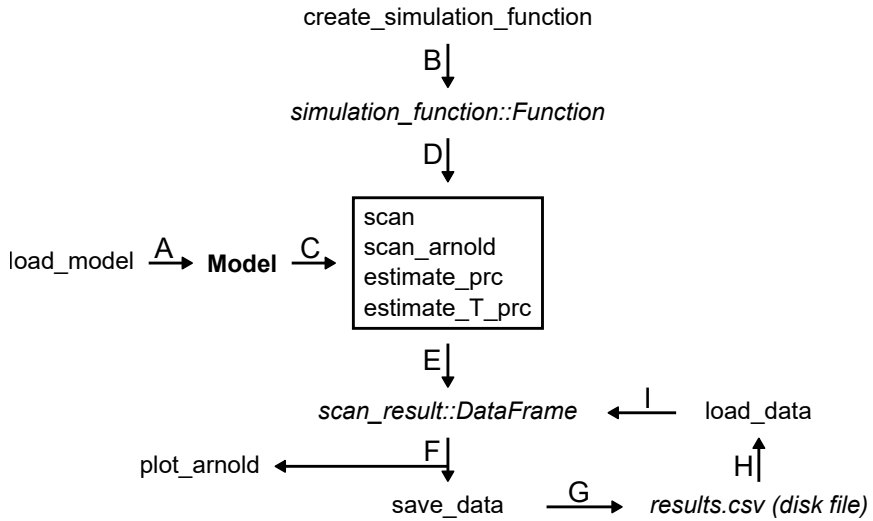 create_simulation_function
B
simulation_function::Function
D
scan
scan_arnold
estimate_prc
estimate_T_prc
load_model
A
Model
C
E
scan_result::DataFrame
I
load_data
F
plot_arnold
H
save_data
G
results.csv (disk file)